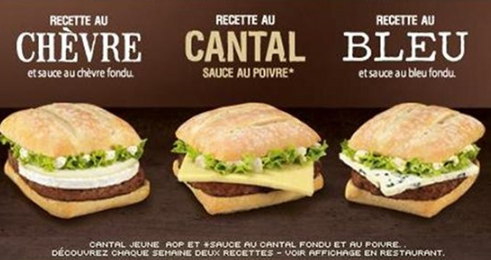 RECETTE AU
CHÈVRE
et sauce au chèvre fondu.
RECETTE AU
CANTAL
SAUCE AU POIVRE*
RECETTE AU
BLEU
et sauce au bleu fondu.
CANTAL JEUNE AOP ET *SAUCE AU CANTAL FONDU ET AU POIVRE..
DÉCOUVREZ CHAQUE SEMAINE DEUX RECETTES - VOIR AFFICHAGE EN RESTAURANT.